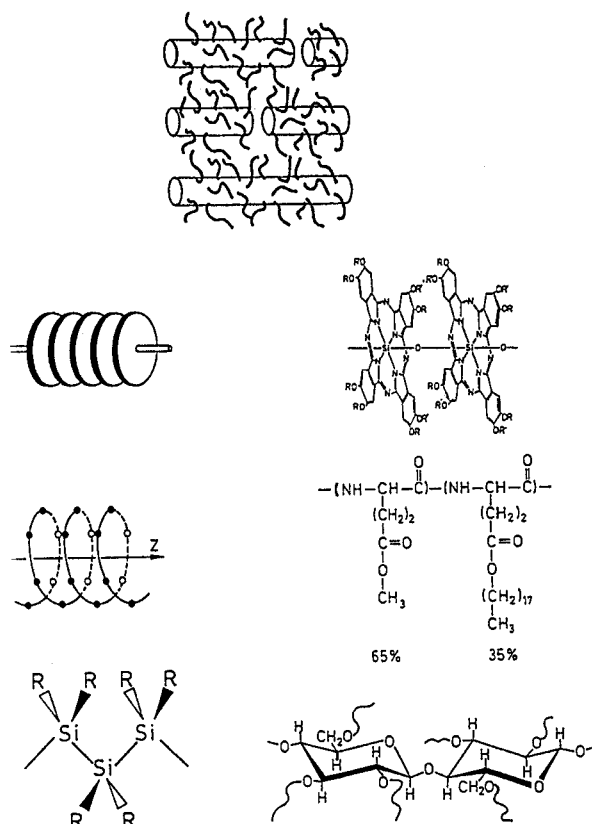 RO
OR'
RO
OR
N
Si
O
Si
O
N
RO
OR'
RO
OR
—(NH—CH—C)—(NH—CH—C)—
O
O
(CH₂)₂
(CH₂)₂
C=O
C=O
O
O
CH₃
(CH₂)₁₇
CH₃
65%
35%
Z
R R R R
Si Si
Si
R R
CH₂O
H
H
O
O
H
H
O
O
H
O
O
H
H
O
O
CH₂O
H
H